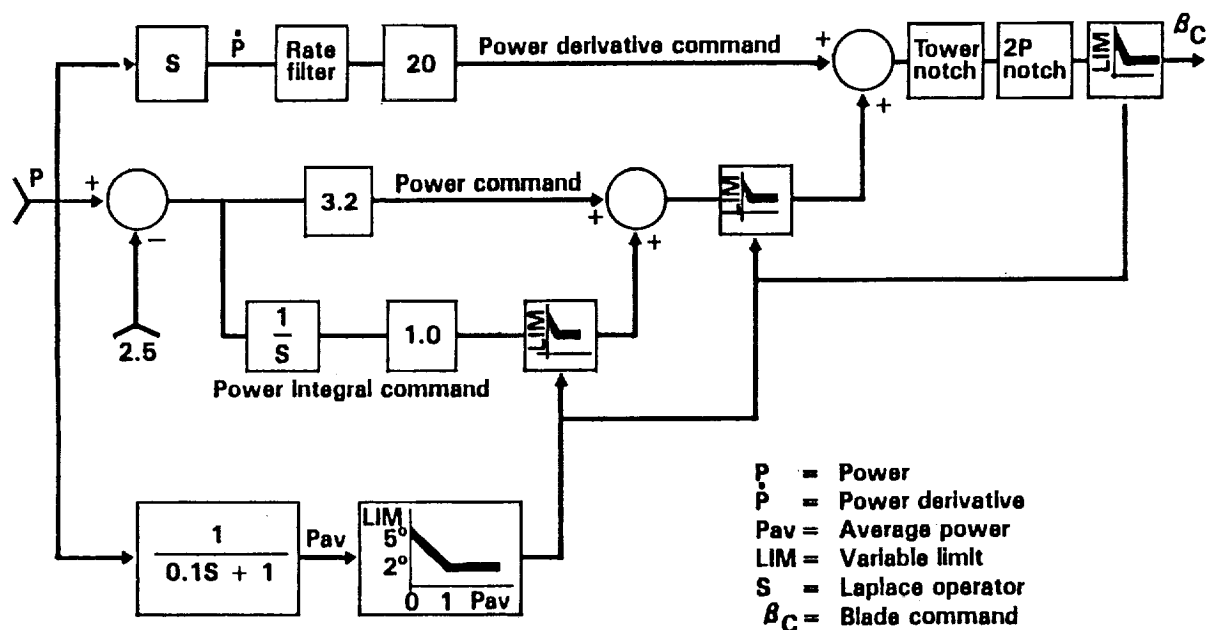 S
Ṗ
Rate
filter
20
Power derivative command
+
+
Tower
notch
2P
notch
LIM
βC
P
+
−
2.5
3.2
Power command
+
+
LIM
1
S
1.0
LIM
Power Integral command
1
0.1S + 1
Pav
LIM
5°
2°
0 1 Pav
P = Power
Ṗ = Power derivative
Pav = Average power
LIM = Variable limit
S = Laplace operator
βC = Blade command